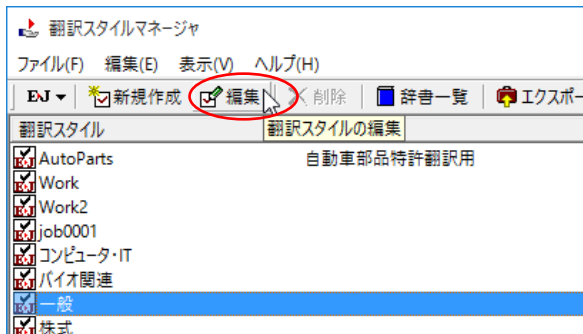 翻訳スタイルマネージャ
ファイル(F) 編集(E) 表示(V) ヘルプ(H)
EJ 新規作成 編集 削除 辞書一覧 エクスポー
翻訳スタイル
翻訳スタイルの編集
AutoParts 自動車部品特許翻訳用
Work
Work2
job0001
コンピュータ・IT
バイオ関連
一般
株式